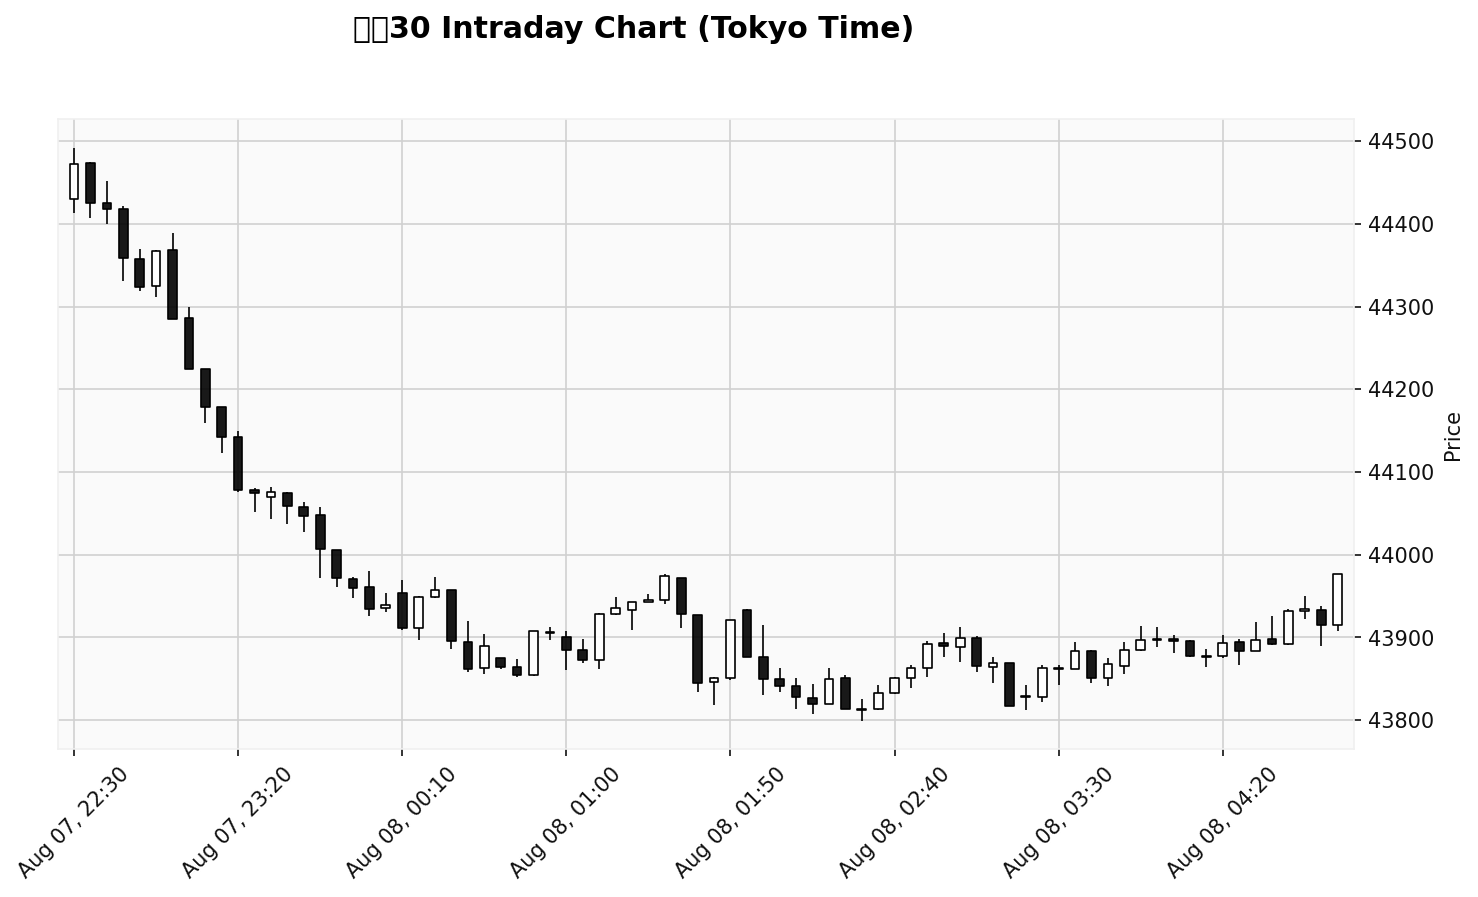 30 Intraday Chart (Tokyo Time)
44500
44400
44300
44200
44100
44000
43900
43800
Price
Aug 07, 22:30
Aug 07, 23:20
Aug 08, 00:10
Aug 08, 01:00
Aug 08, 01:50
Aug 08, 02:40
Aug 08, 03:30
Aug 08, 04:20